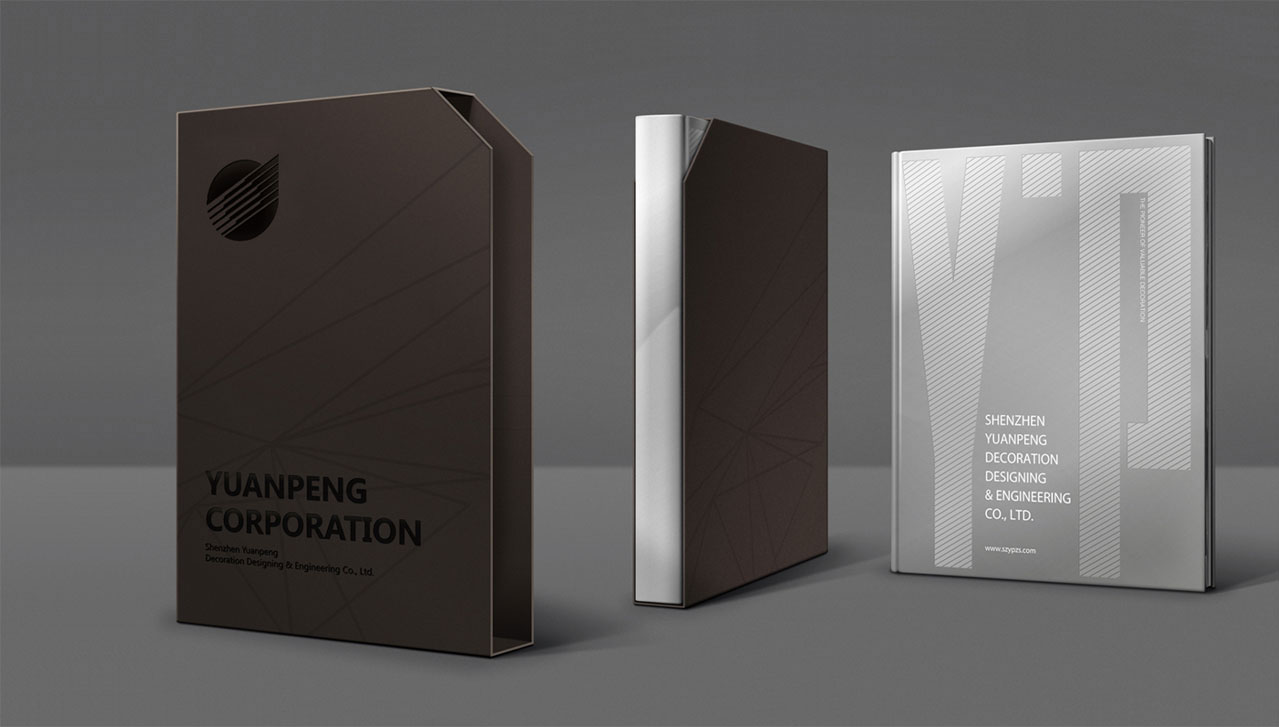 YUANPENG
CORPORATION
Shenzhen Yuanpeng
Decoration Designing & Engineering Co., Ltd.
YP
THE PIONEER OF VALUABLE DECORATION
SHENZHEN
YUANPENG
DECORATION
DESIGNING
& ENGINEERING
CO., LTD.
www.szypzs.com